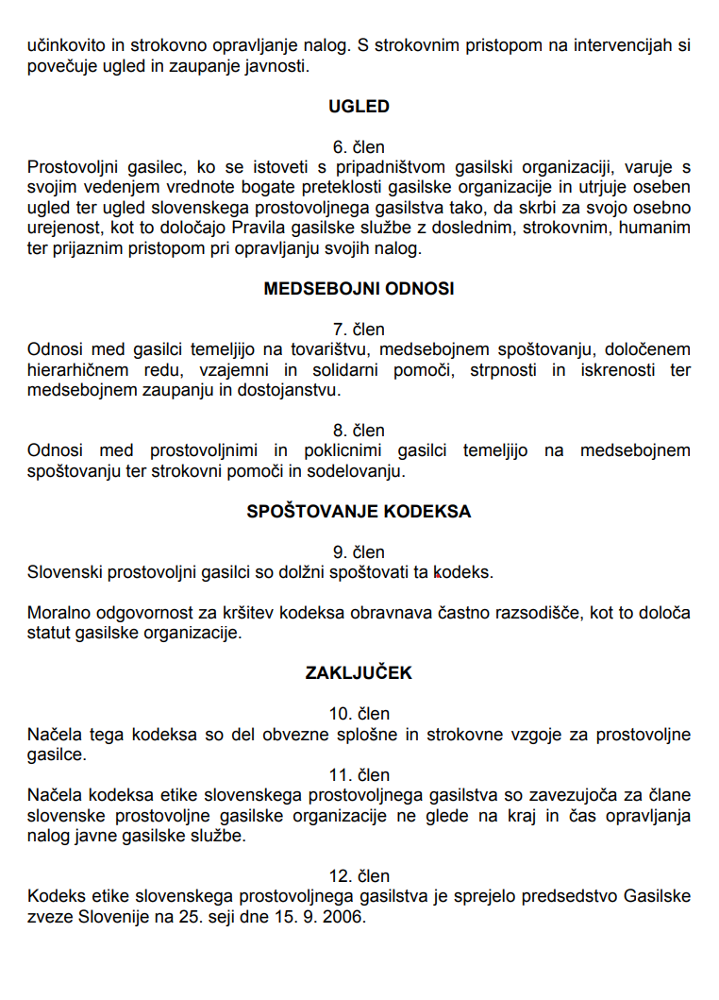 učinkovito in strokovno opravljanje nalog. S strokovnim pristopom na intervencijah si
povečuje ugled in zaupanje javnosti.
UGLED
6. člen
Prostovoljni gasilec, ko se istoveti s pripadništvom gasilski organizaciji, varuje s
svojim vedenjem vrednote bogate preteklosti gasilske organizacije in utrjuje oseben
ugled ter ugled slovenskega prostovoljnega gasilstva tako, da skrbi za svojo osebno
urejenost, kot to določajo Pravila gasilske službe z doslednim, strokovnim, humanim
ter prijaznim pristopom pri opravljanju svojih nalog.
MEDSEBOJNI ODNOSI
7. člen
Odnosi med gasilci temeljijo na tovarištvu, medsebojnem spoštovanju, določenem
hierarhičnem redu, vzajemni in solidarni pomoči, strpnosti in iskrenosti ter
medsebojnem zaupanju in dostojanstvu.
8. člen
Odnosi med prostovoljnimi in poklicnimi gasilci temeljijo na medsebojnem
spoštovanju ter strokovni pomoči in sodelovanju.
SPOŠTOVANJE KODEKSA
9. člen
Slovenski prostovoljni gasilci so dolžni spoštovati ta kodeks.
Moralno odgovornost za kršitev kodeksa obravnava častno razsodišče, kot to določa
statut gasilske organizacije.
ZAKLJUČEK
10. člen
Načela tega kodeksa so del obvezne splošne in strokovne vzgoje za prostovoljne
gasilce.
11. člen
Načela kodeksa etike slovenskega prostovoljnega gasilstva so zavezujoča za člane
slovenske prostovoljne gasilske organizacije ne glede na kraj in čas opravljanja
nalog javne gasilske službe.
12. člen
Kodeks etike slovenskega prostovoljnega gasilstva je sprejelo predsedstvo Gasilske
zveze Slovenije na 25. seji dne 15. 9. 2006.